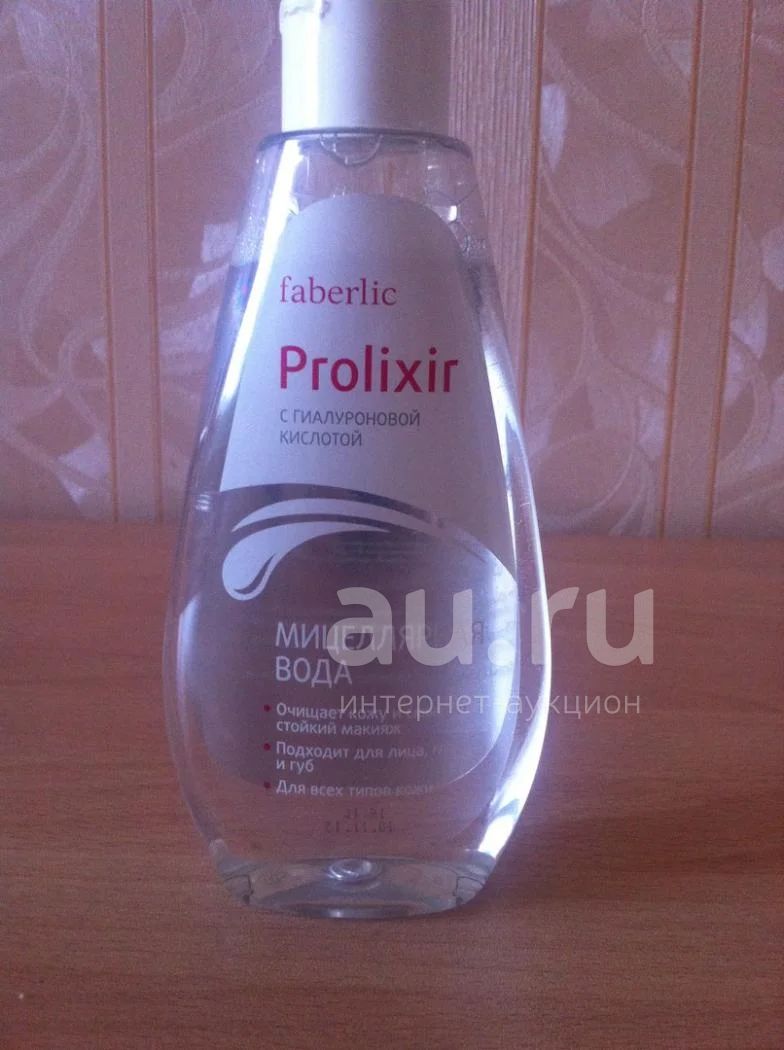 faberlic
Prolixir
С ГИАЛУРОНОВОЙ
КИСЛОТОЙ
au.ru
МИЦЕЛЛЯРНАЯ
ВОДА
интернет-аукцион
• Очищает кожу и
стойкий макияж
• Подходит для лица,
и губ
• Для всех типов кожи